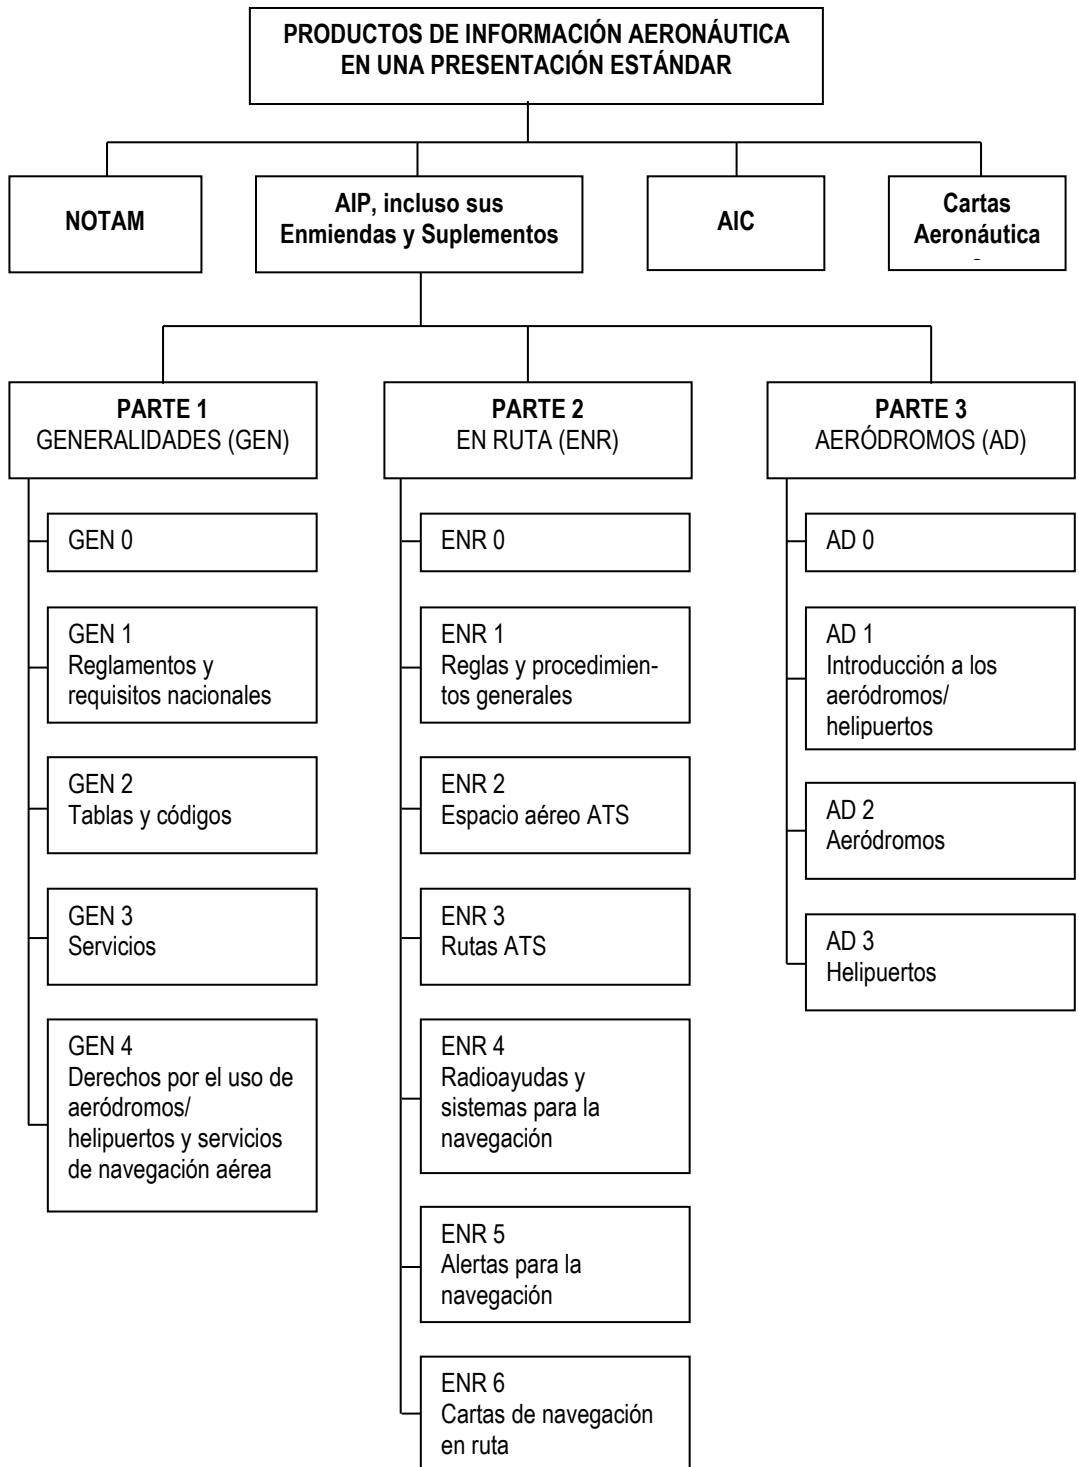 PRODUCTOS DE INFORMACIÓN AERONÁUTICA
EN UNA PRESENTACIÓN ESTÁNDAR
NOTAM
AIP, incluso sus
Enmiendas y Suplementos
AIC
Cartas
Aeronáutica
PARTE 1
GENERALIDADES (GEN)
GEN 0
GEN 1
Reglamentos y
requisitos nacionales
GEN 2
Tablas y códigos
GEN 3
Servicios
GEN 4
Derechos por el uso de
aeródromos/
helipuertos y servicios
de navegación aérea
PARTE 2
EN RUTA (ENR)
ENR 0
ENR 1
Reglas y procedimien-
tos generales
ENR 2
Espacio aéreo ATS
ENR 3
Rutas ATS
ENR 4
Radioayudas y
sistemas para la
navegación
ENR 5
Alertas para la
navegación
ENR 6
Cartas de navegación
en ruta
PARTE 3
AERÓDROMOS (AD)
AD 0
AD 1
Introducción a los
aeródromos/
helipuertos
AD 2
Aeródromos
AD 3
Helipuertos